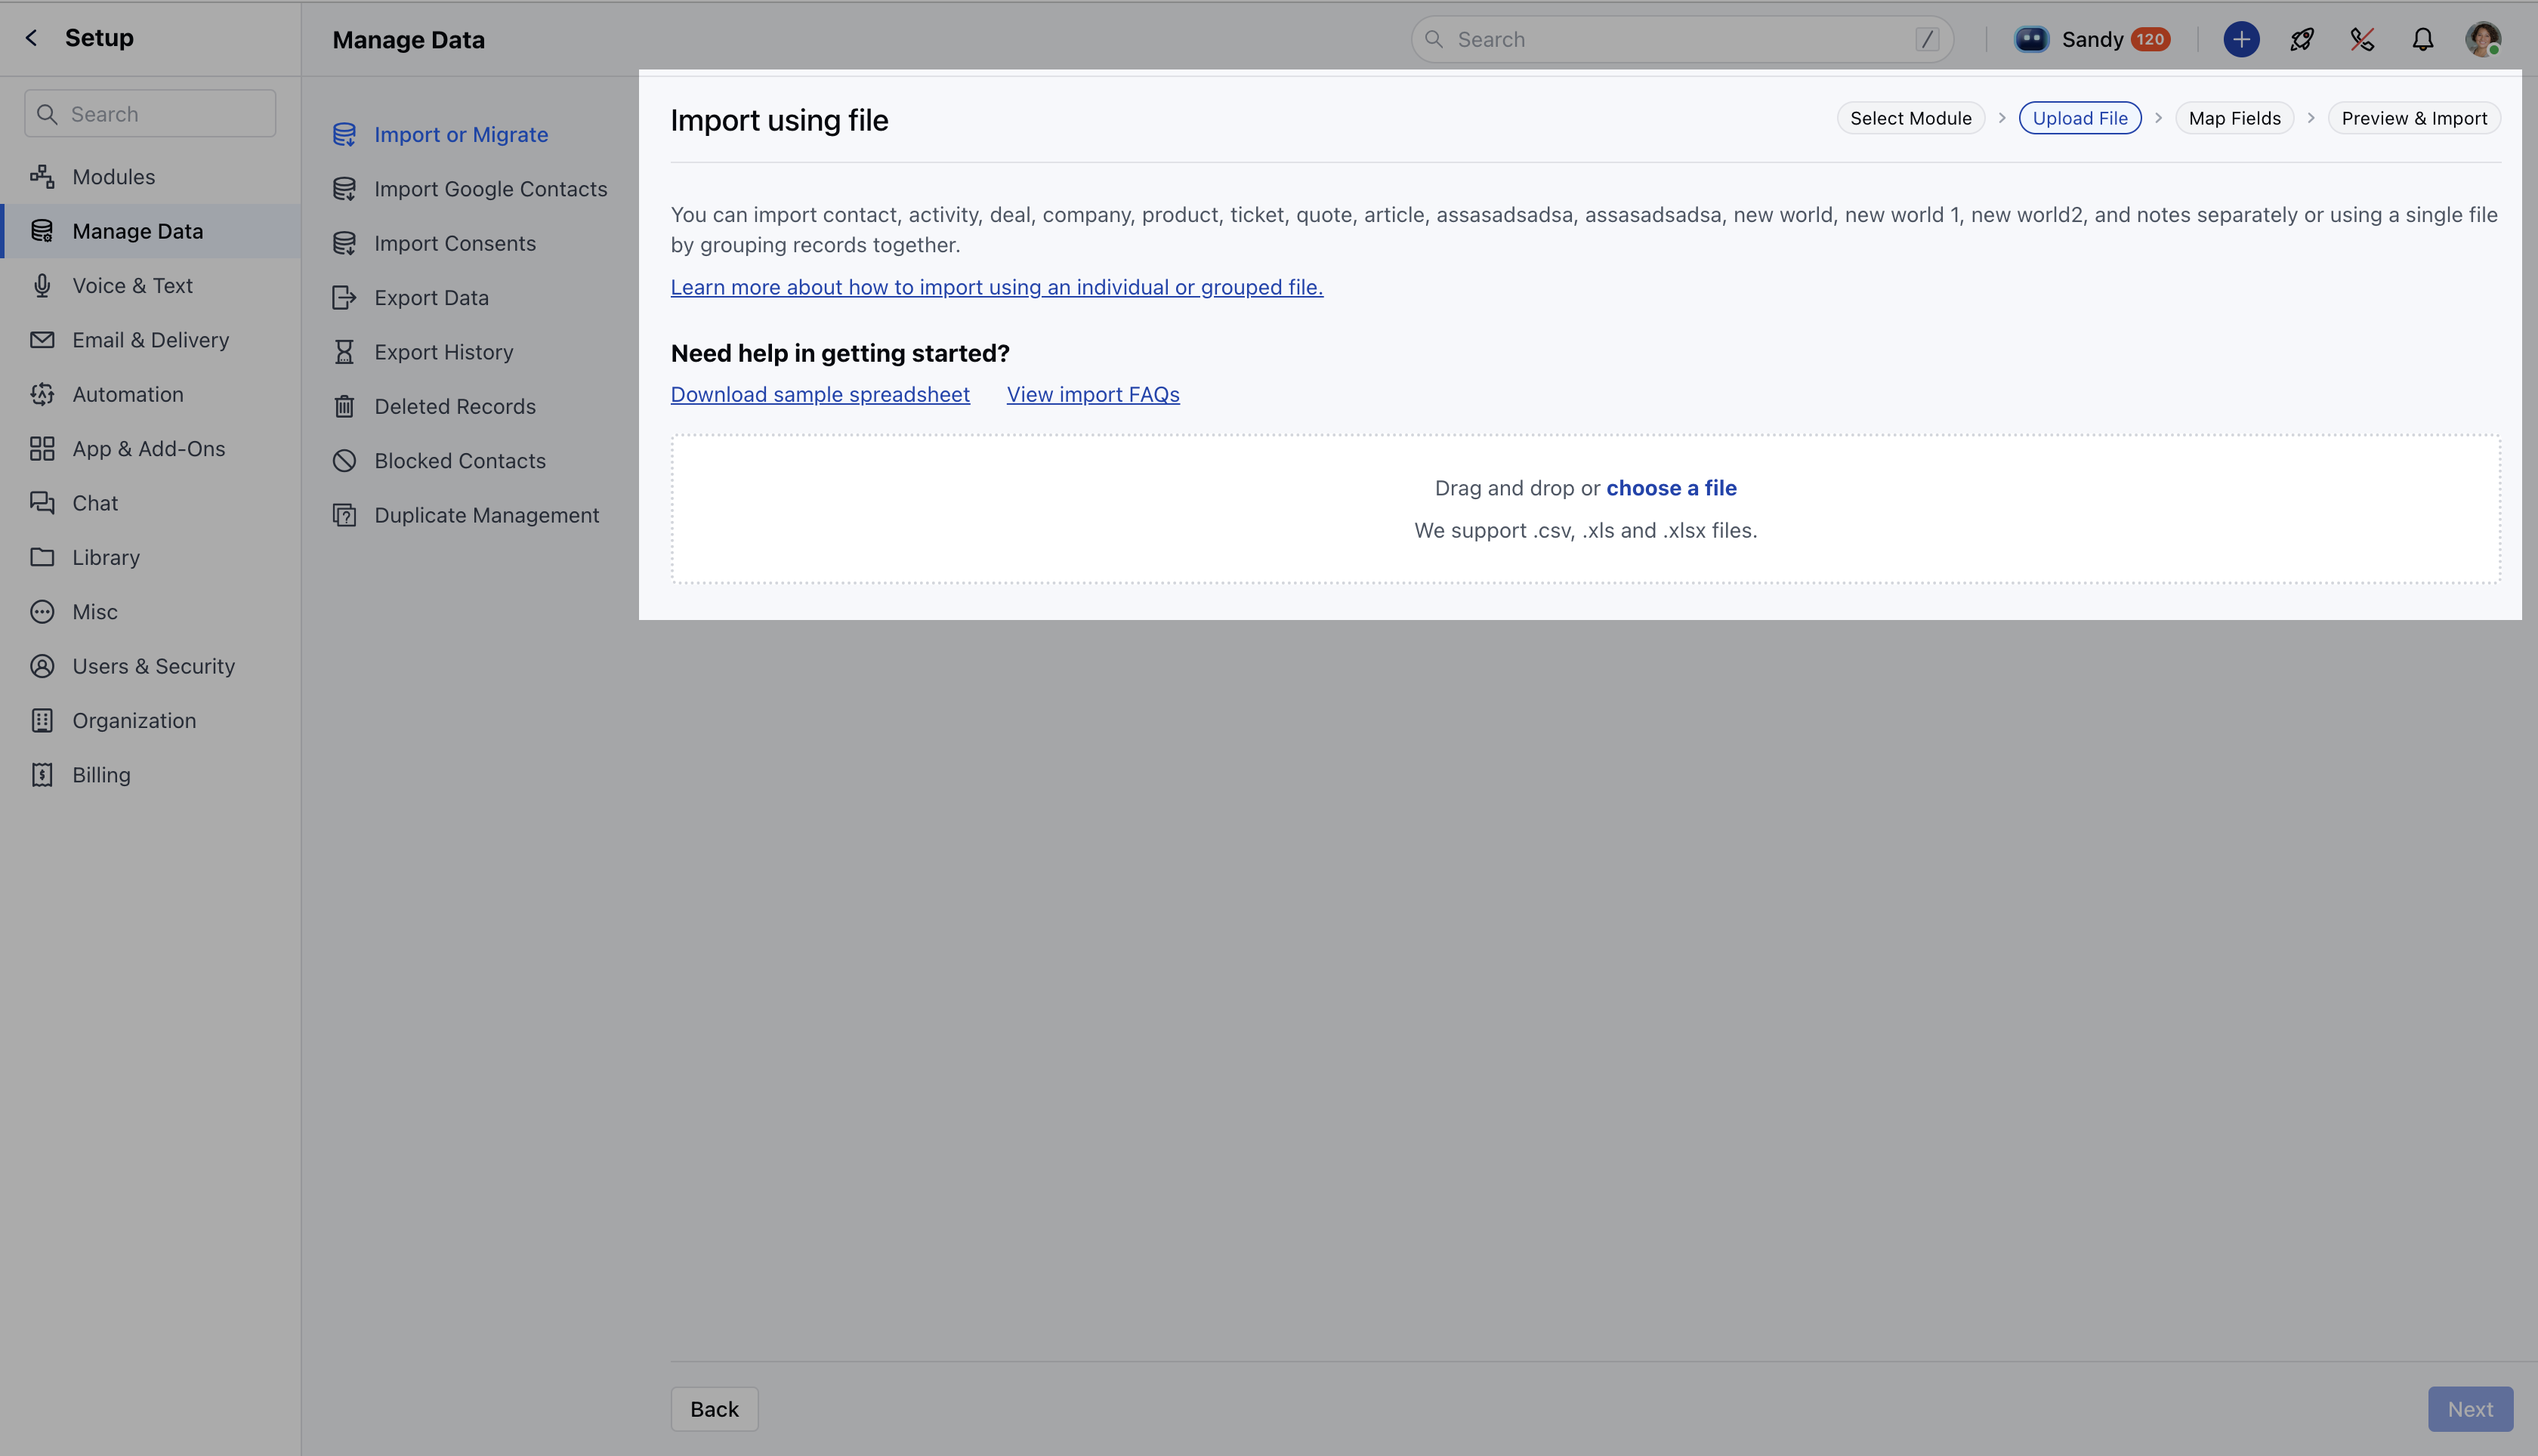 Setup
Manage Data
Search
/
Sandy 120
Search
Modules
Manage Data
Voice & Text
Email & Delivery
Automation
App & Add-Ons
Chat
Library
Misc
Users & Security
Organization
Billing
Import or Migrate
Import Google Contacts
Import Consents
Export Data
Export History
Deleted Records
Blocked Contacts
Duplicate Management
Import using file
Select Module > Upload File > Map Fields > Preview & Import
You can import contact, activity, deal, company, product, ticket, quote, article, assasadsadsa, assasadsadsa, new world, new world 1, new world2, and notes separately or using a single file
by grouping records together.
Learn more about how to import using an individual or grouped file.
Need help in getting started?
Download sample spreadsheet View import FAQs
Drag and drop or choose a file
We support .csv, .xls and .xlsx files.
Back
Next